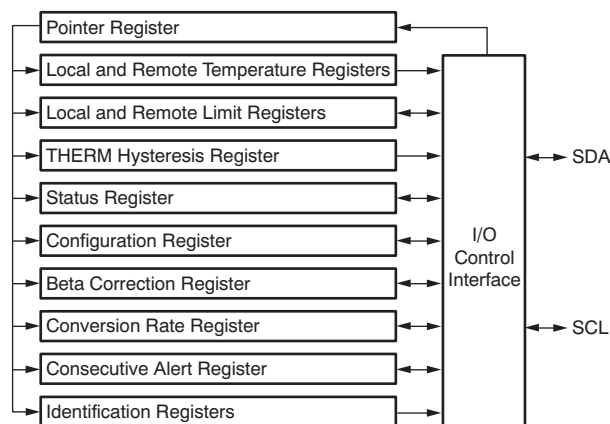 Pointer Register
Local and Remote Temperature Registers
Local and Remote Limit Registers
THERM Hysteresis Register
SDA
Status Register
I/O
Control
Interface
Configuration Register
Beta Correction Register
Conversion Rate Register
SCL
Consecutive Alert Register
Identification Registers